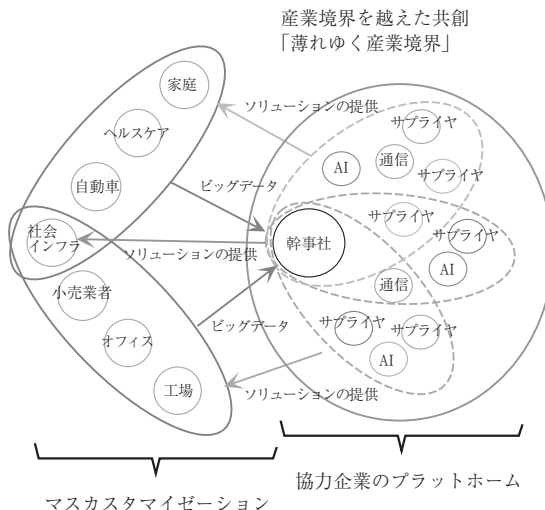 産業境界を越えた共創
「薄れゆく産業境界」
家庭
ソリューションの提供
サプライヤ
ヘルスケア
通信
AI
サプライヤ
自動車
ビッグデータ
サプライヤ
社会
インフラ
幹事社
サプライヤ
ソリューションの提供
AI
小売業者
通信
ビッグデータ
サプライヤ
サプライヤ
オフィス
AI
工場
ソリューションの提供
協力企業のプラットホーム
マスカスタマイゼーション